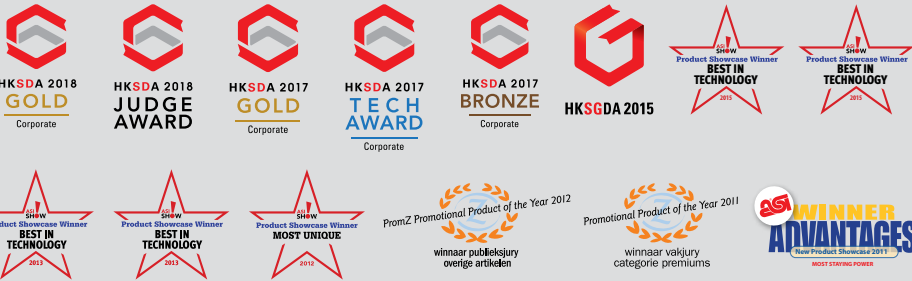 HKSDA 2018
GOLD
Corporate
HKSDA 2018
JUDGE
AWARD
HKSDA 2017
GOLD
Corporate
HKSDA 2017
TECH
AWARD
Corporate
HKSDA 2017
BRONZE
Corporate
HKSGDA 2015
ASI
SHOW
Product Showcase Winner
BEST IN
TECHNOLOGY
2015
ASI
SHOW
Product Showcase Winner
BEST IN
TECHNOLOGY
2015
ASI
SHOW
Product Showcase Winner
BEST IN
TECHNOLOGY
2013
ASI
SHOW
Product Showcase Winner
BEST IN
TECHNOLOGY
2013
ASI
SHOW
Product Showcase Winner
MOST UNIQUE
2012
PromZ Promotional Product of the Year 2012
winnaar publieksjury
overige artikelen
Promotional Product of the Year 2011
winnaar vakjury
categorie premiums
asi
WINNER
ADVANTAGES
New Product Showcase 2011
MOST STAYING POWER